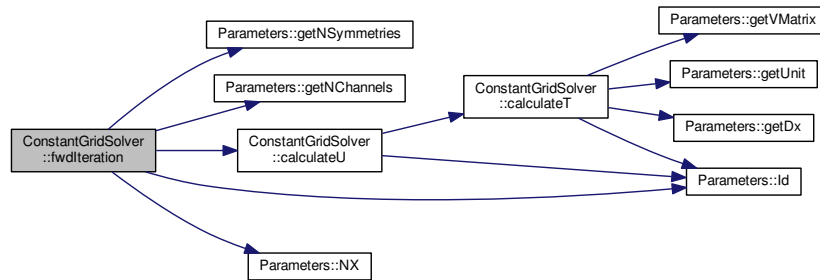 ConstantGridSolver
::fwdIteration
Parameters::getNSymmetries
Parameters::getNChannels
ConstantGridSolver
::calculateU
Parameters::NX
ConstantGridSolver
::calculateT
Parameters::getVMatrix
Parameters::getUnit
Parameters::getDx
Parameters::Id